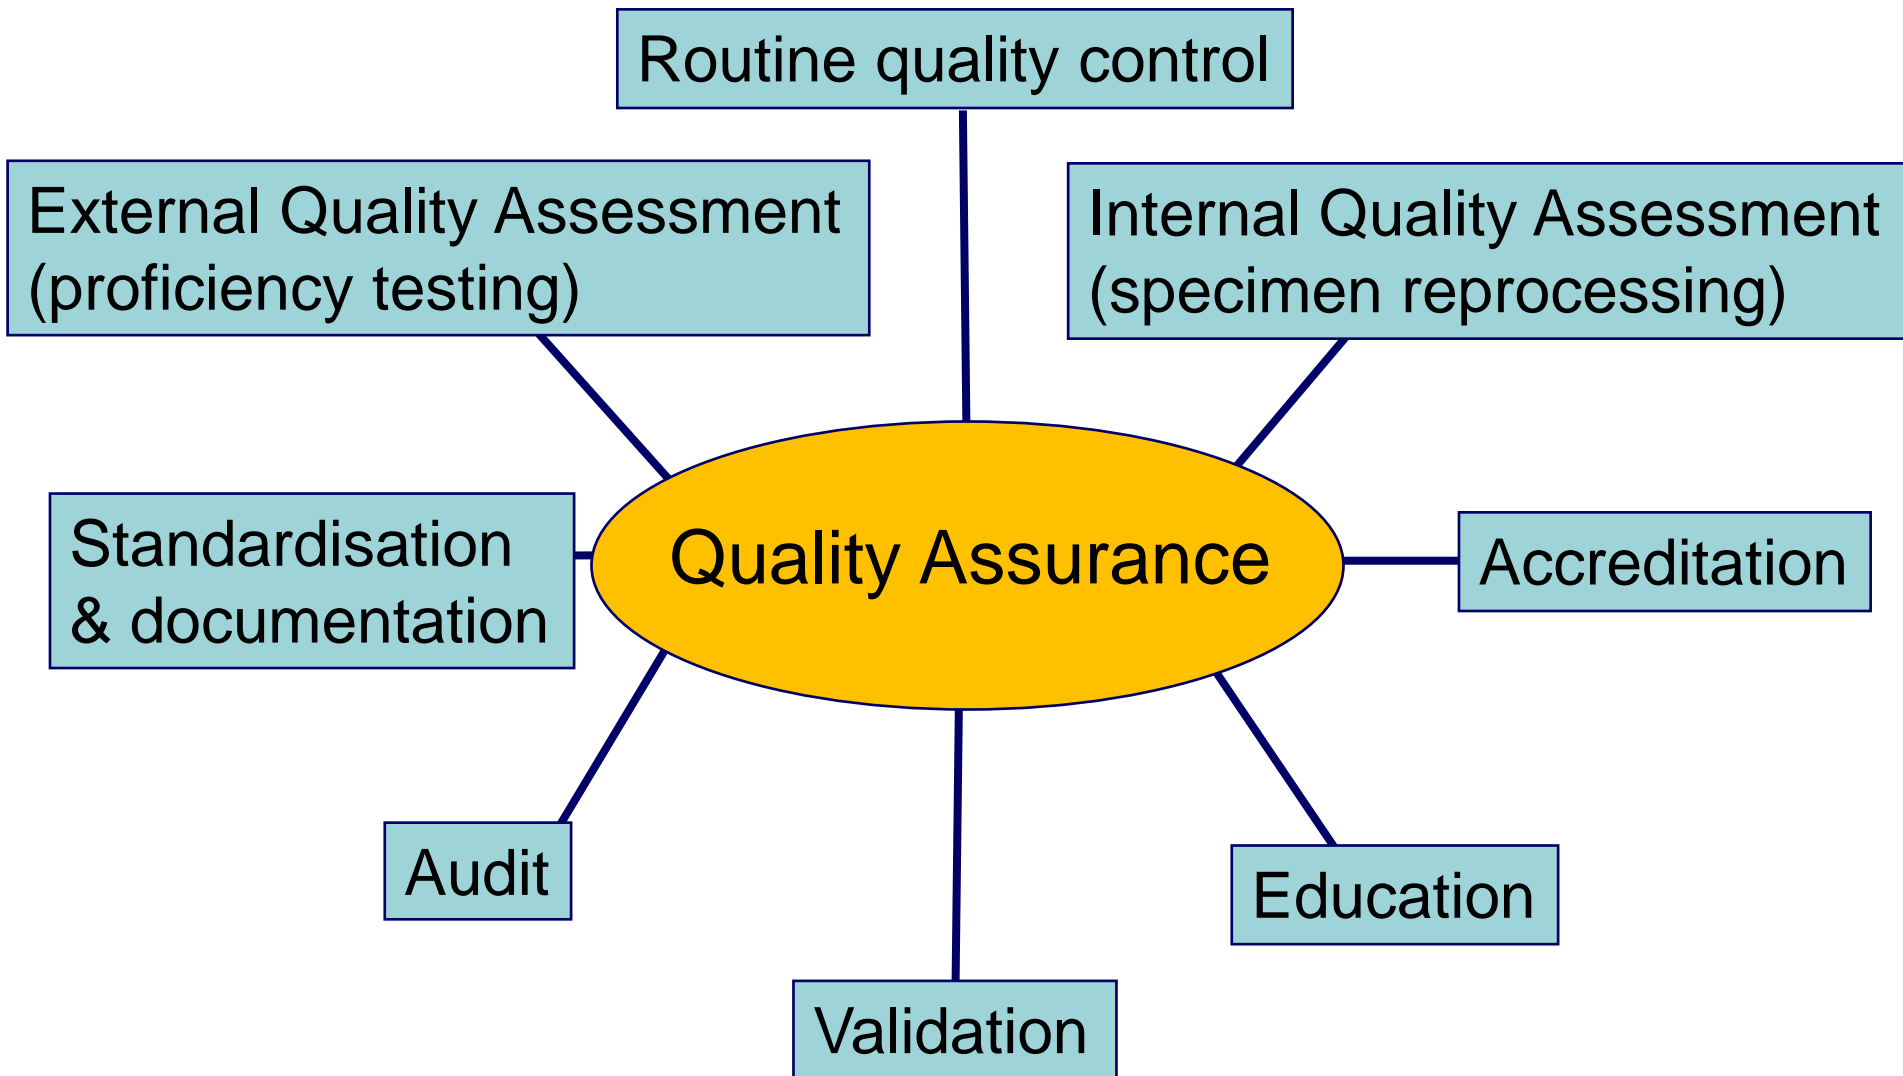 Routine quality control
External Quality Assessment
(proficiency testing)
Internal Quality Assessment
(specimen reprocessing)
Standardisation
& documentation
Quality Assurance
Accreditation
Audit
Education
Validation